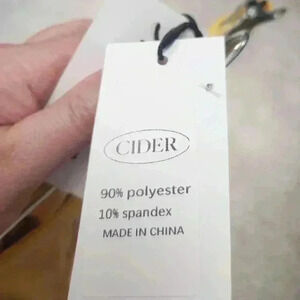 CIDER
90% polyester
10% spandex
MADE IN CHINA